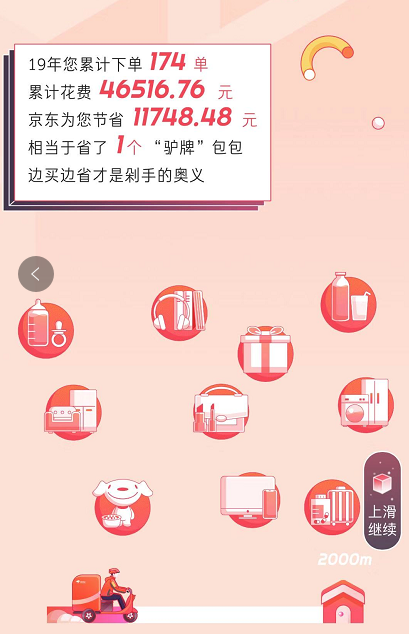 19年您累计下单 174 单
累计花费 46516.76 元
京东为您节省 11748.48 元
相当于省了 1个 “驴牌”包包
边买边省才是剁手的奥义
上滑
继续
2000m